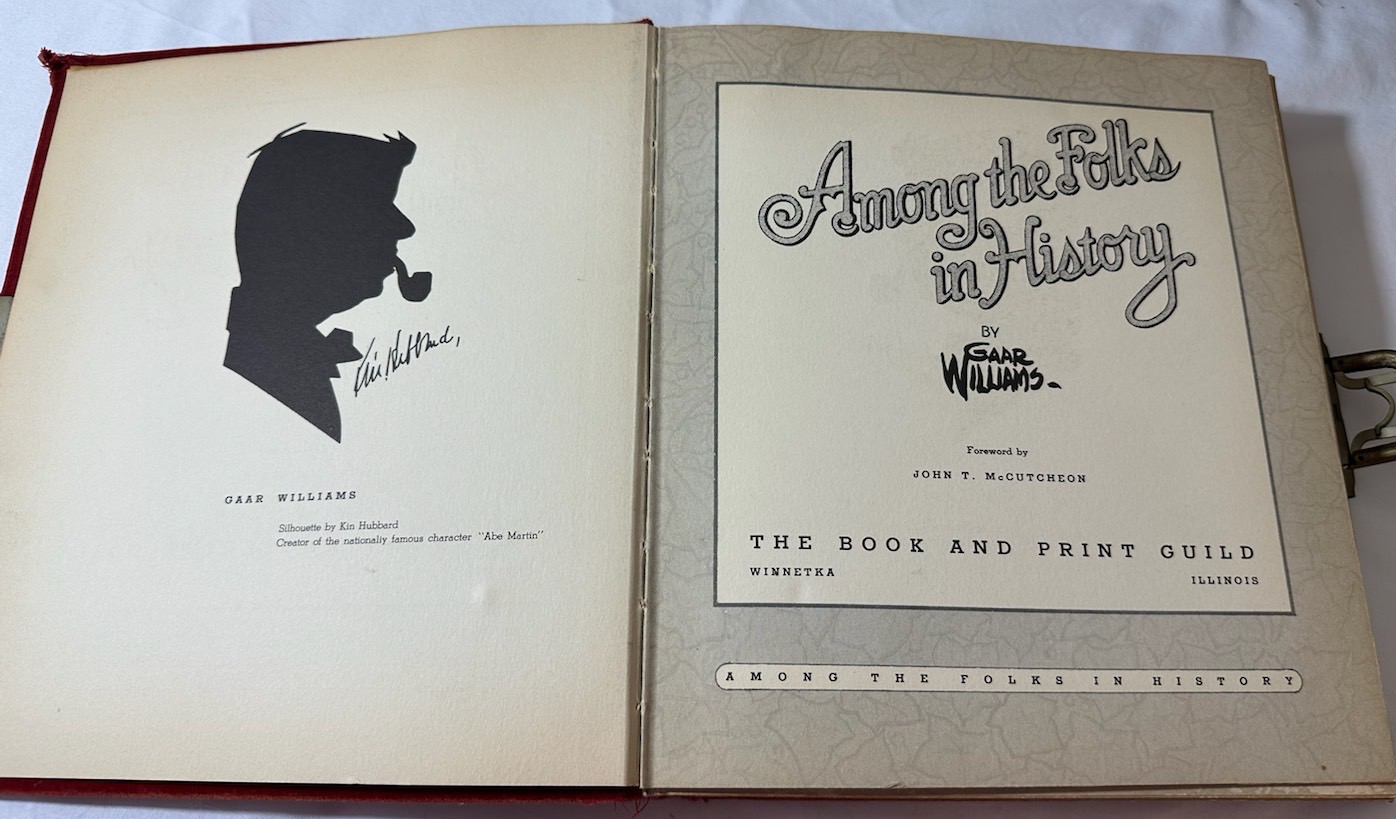 Kin Hubbard,
GAAR WILLIAMS
Silhouette by Kin Hubbard
Creator of the nationaliy famous character "Abe Martin"
Among the Folks
in History
BY
GAAR
WILLIAMS
Foreword by
JOHN T. McCUTCHEON
THE BOOK AND PRINT GUILD
WINNETKA ILLINOIS
AMONG THE FOLKS IN HISTORY